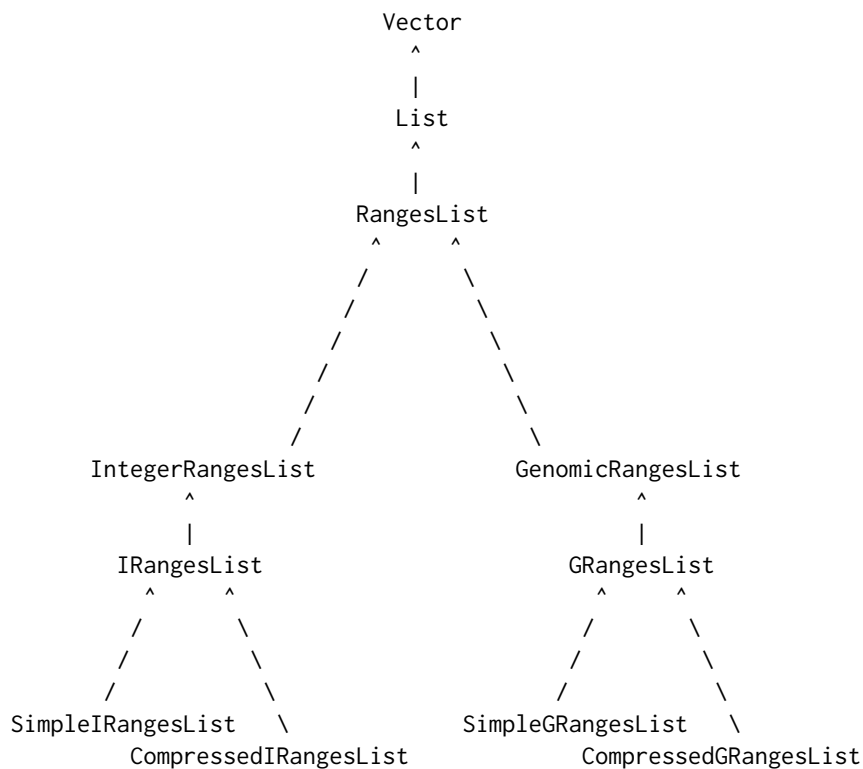 Vector
^
|
List
^
|
RangesList
^ ^
/ \
/ \
/ \
/ \
/ \
/ \
IntegerRangesList GenomicRangesList
^ ^
| |
IRangesList GRangesList
^ ^ ^ ^
/ \ / \
/ \ / \
/ \ / \
SimpleIRangesList \ SimpleGRangesList \
CompressedIRangesList CompressedGRangesList